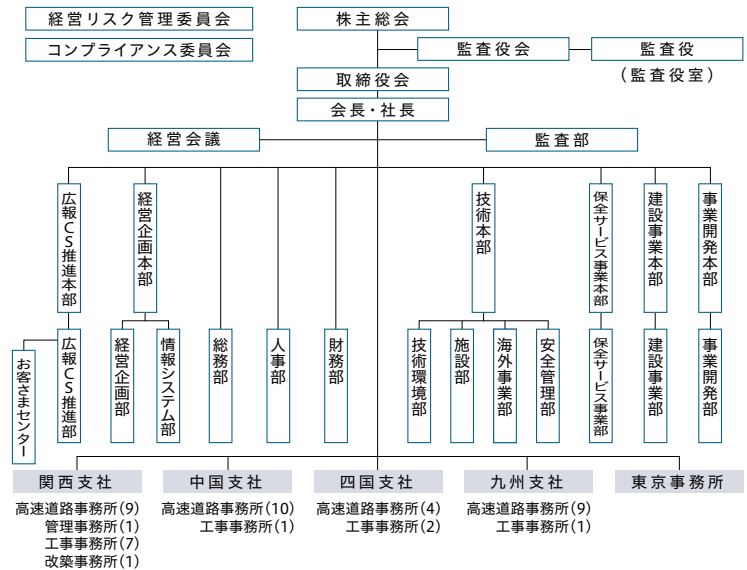 経営リスク管理委員会
コンプライアンス委員会
株主総会
監査役会
監査役
（監査役室）
取締役会
会長・社長
経営会議
監査部
広報CS推進本部
経営企画本部
技術本部
保全サービス事業本部
建設事業本部
事業開発本部
お客さまセンター
広報CS推進部
経営企画部
情報システム部
総務部
人事部
財務部
技術環境部
施設部
海外事業部
安全管理部
保全サービス事業部
建設事業部
事業開発部
関西支社
高速道路事務所(9)
管理事務所(1)
工事事務所(7)
改築事務所(1)
中国支社
高速道路事務所(10)
工事事務所(1)
四国支社
高速道路事務所(4)
工事事務所(2)
九州支社
高速道路事務所(9)
工事事務所(1)
東京事務所